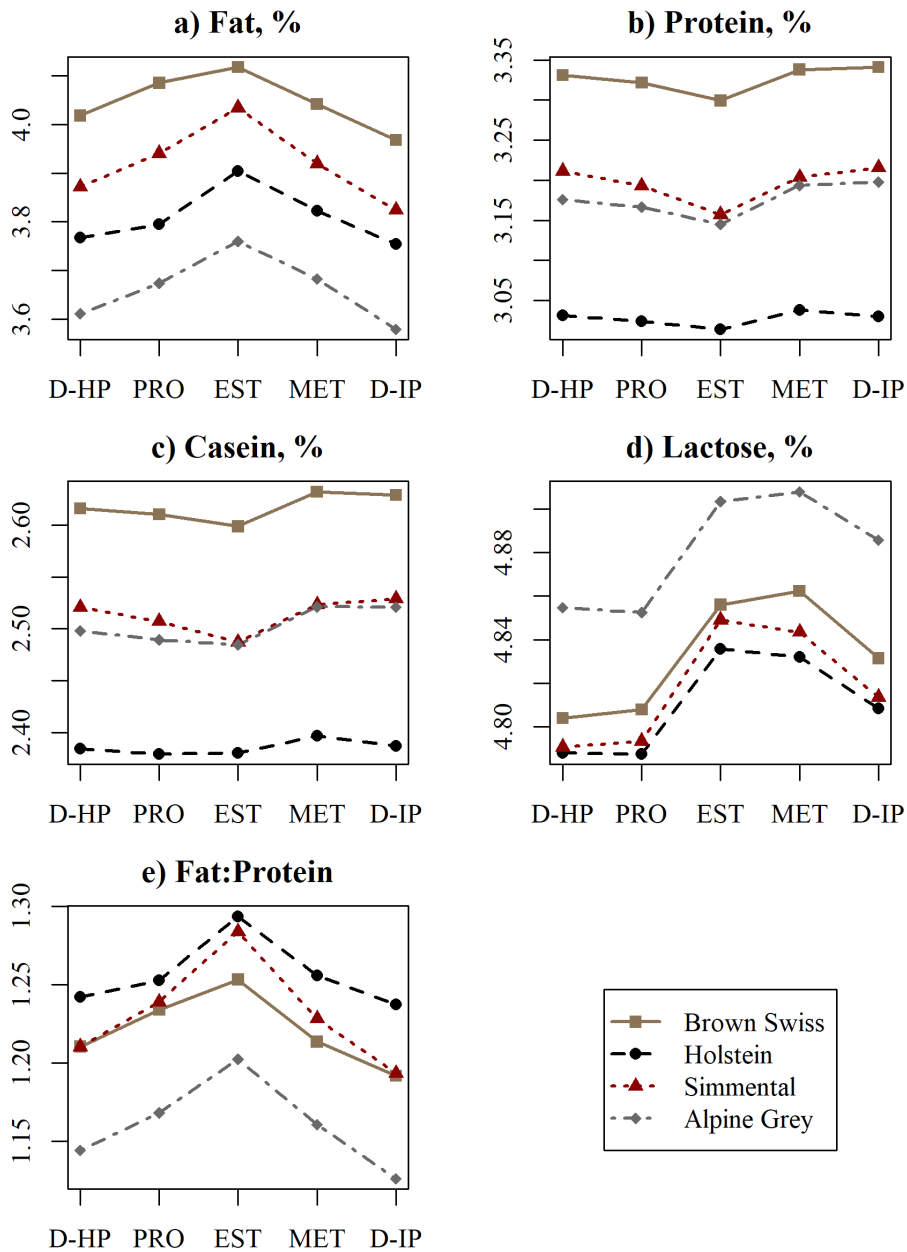 a) Fat, %
4.0
3.8
3.6
D-HP PRO EST MET D-IP
b) Protein, %
3.35
3.25
3.15
3.05
D-HP PRO EST MET D-IP
c) Casein, %
2.60
2.50
2.40
D-HP PRO EST MET D-IP
d) Lactose, %
4.88
4.84
4.80
D-HP PRO EST MET D-IP
e) Fat:Protein
1.30
1.25
1.20
1.15
D-HP PRO EST MET D-IP
Brown Swiss
Holstein
Simmental
Alpine Grey